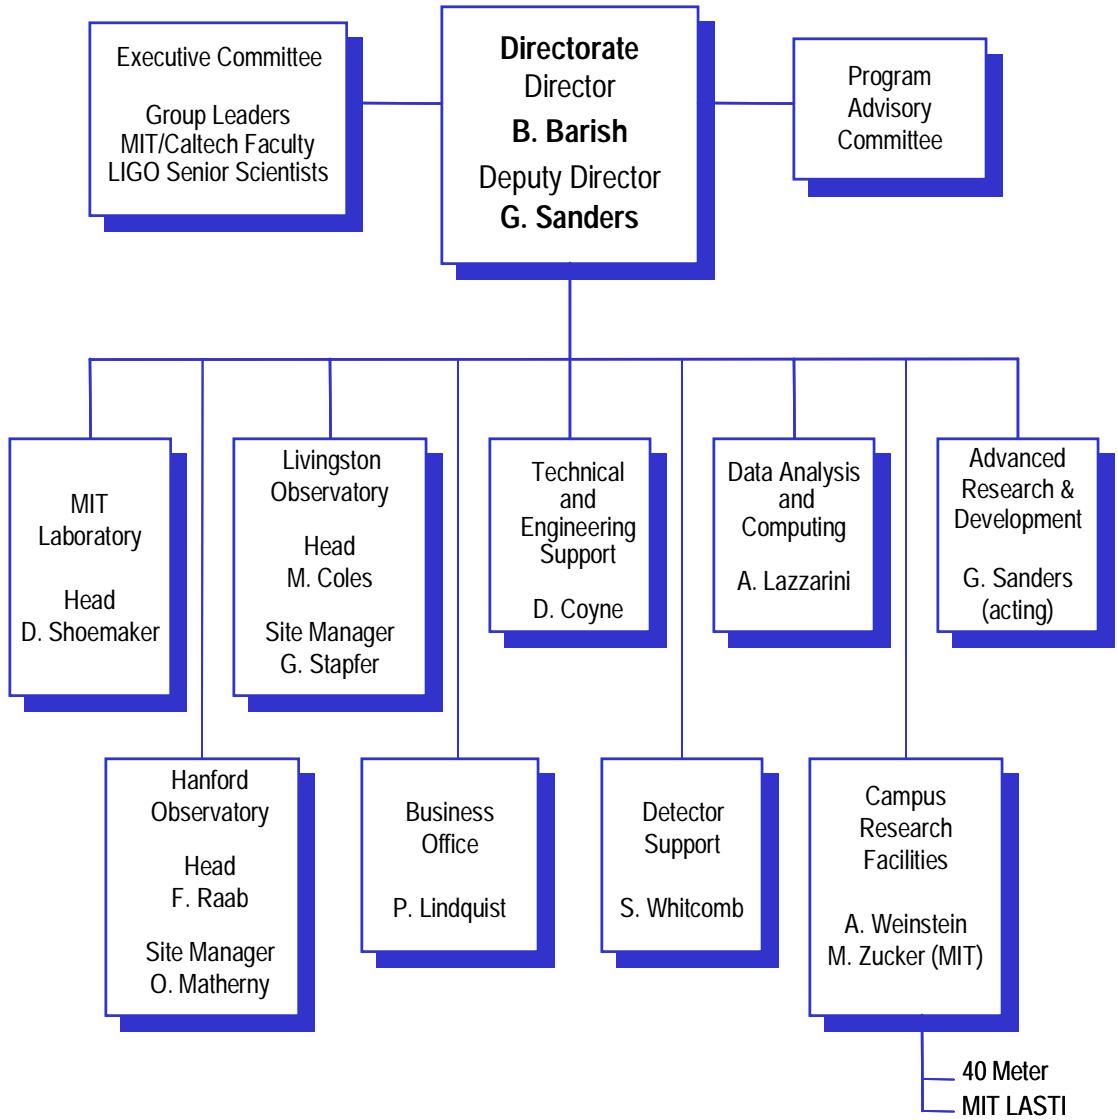 Executive Committee
Group Leaders
MIT/Caltech Faculty
LIGO Senior Scientists
Directorate
Director
B. Barish
Deputy Director
G. Sanders
Program
Advisory
Committee
MIT
Laboratory
Head
D. Shoemaker
Livingston
Observatory
Head
M. Coles
Site Manager
G. Stapfer
Technical
and
Engineering
Support
D. Coyne
Data Analysis
and
Computing
A. Lazzarini
Advanced
Research &
Development
G. Sanders
(acting)
Hanford
Observatory
Head
F. Raab
Site Manager
O. Matherny
Business
Office
P. Lindquist
Detector
Support
S. Whitcomb
Campus
Research
Facilities
A. Weinstein
M. Zucker (MIT)
40 Meter
MIT LASTI